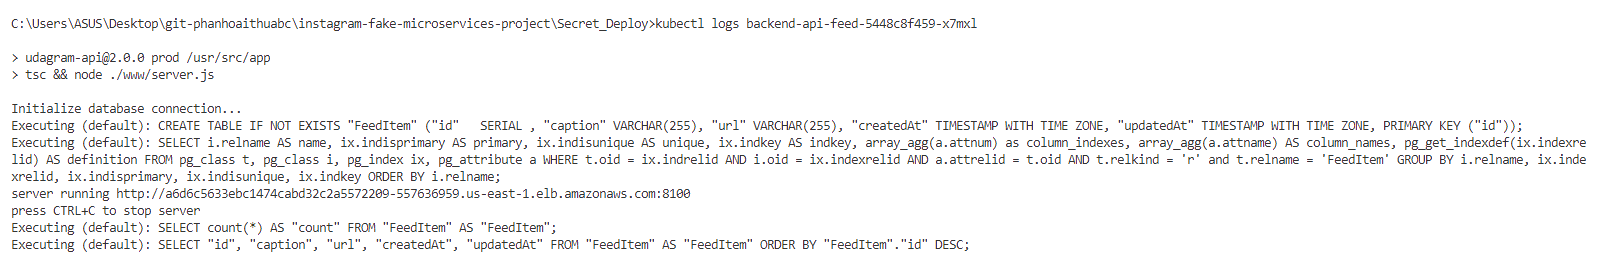 C:\Users\ASUS\Desktop\git-phanhoaithuabc\instagram-fake-microservices-project\Secret_Deploy>kubectl logs backend-api-feed-5448c8f459-x7mxl
> udagram-api@2.0.0 prod /usr/src/app
> tsc && node ./www/server.js
Initialize database connection...
Executing (default): CREATE TABLE IF NOT EXISTS "FeedItem" ("id"   SERIAL , "caption" VARCHAR(255), "url" VARCHAR(255), "createdAt" TIMESTAMP WITH TIME ZONE, "updatedAt" TIMESTAMP WITH TIME ZONE, PRIMARY KEY ("id"));
Executing (default): SELECT i.relname AS name, ix.indisprimary AS primary, ix.indisunique AS unique, ix.indkey AS indkey, array_agg(a.attnum) as column_indexes, array_agg(a.attname) AS column_names, pg_get_indexdef(ix.indexre
lid) AS definition FROM pg_class t, pg_class i, pg_index ix, pg_attribute a WHERE t.oid = ix.indrelid AND i.oid = ix.indexrelid AND a.attrelid = t.oid AND t.relkind = 'r' and t.relname = 'FeedItem' GROUP BY i.relname, ix.inde
xrelid, ix.indisprimary, ix.indisunique, ix.indkey ORDER BY i.relname;
server running http://a6d6c5633ebc1474cabd32c2a5572209-557636959.us-east-1.elb.amazonaws.com:8100
press CTRL+C to stop server
Executing (default): SELECT count(*) AS "count" FROM "FeedItem" AS "FeedItem";
Executing (default): SELECT "id", "caption", "url", "createdAt", "updatedAt" FROM "FeedItem" AS "FeedItem" ORDER BY "FeedItem"."id" DESC;